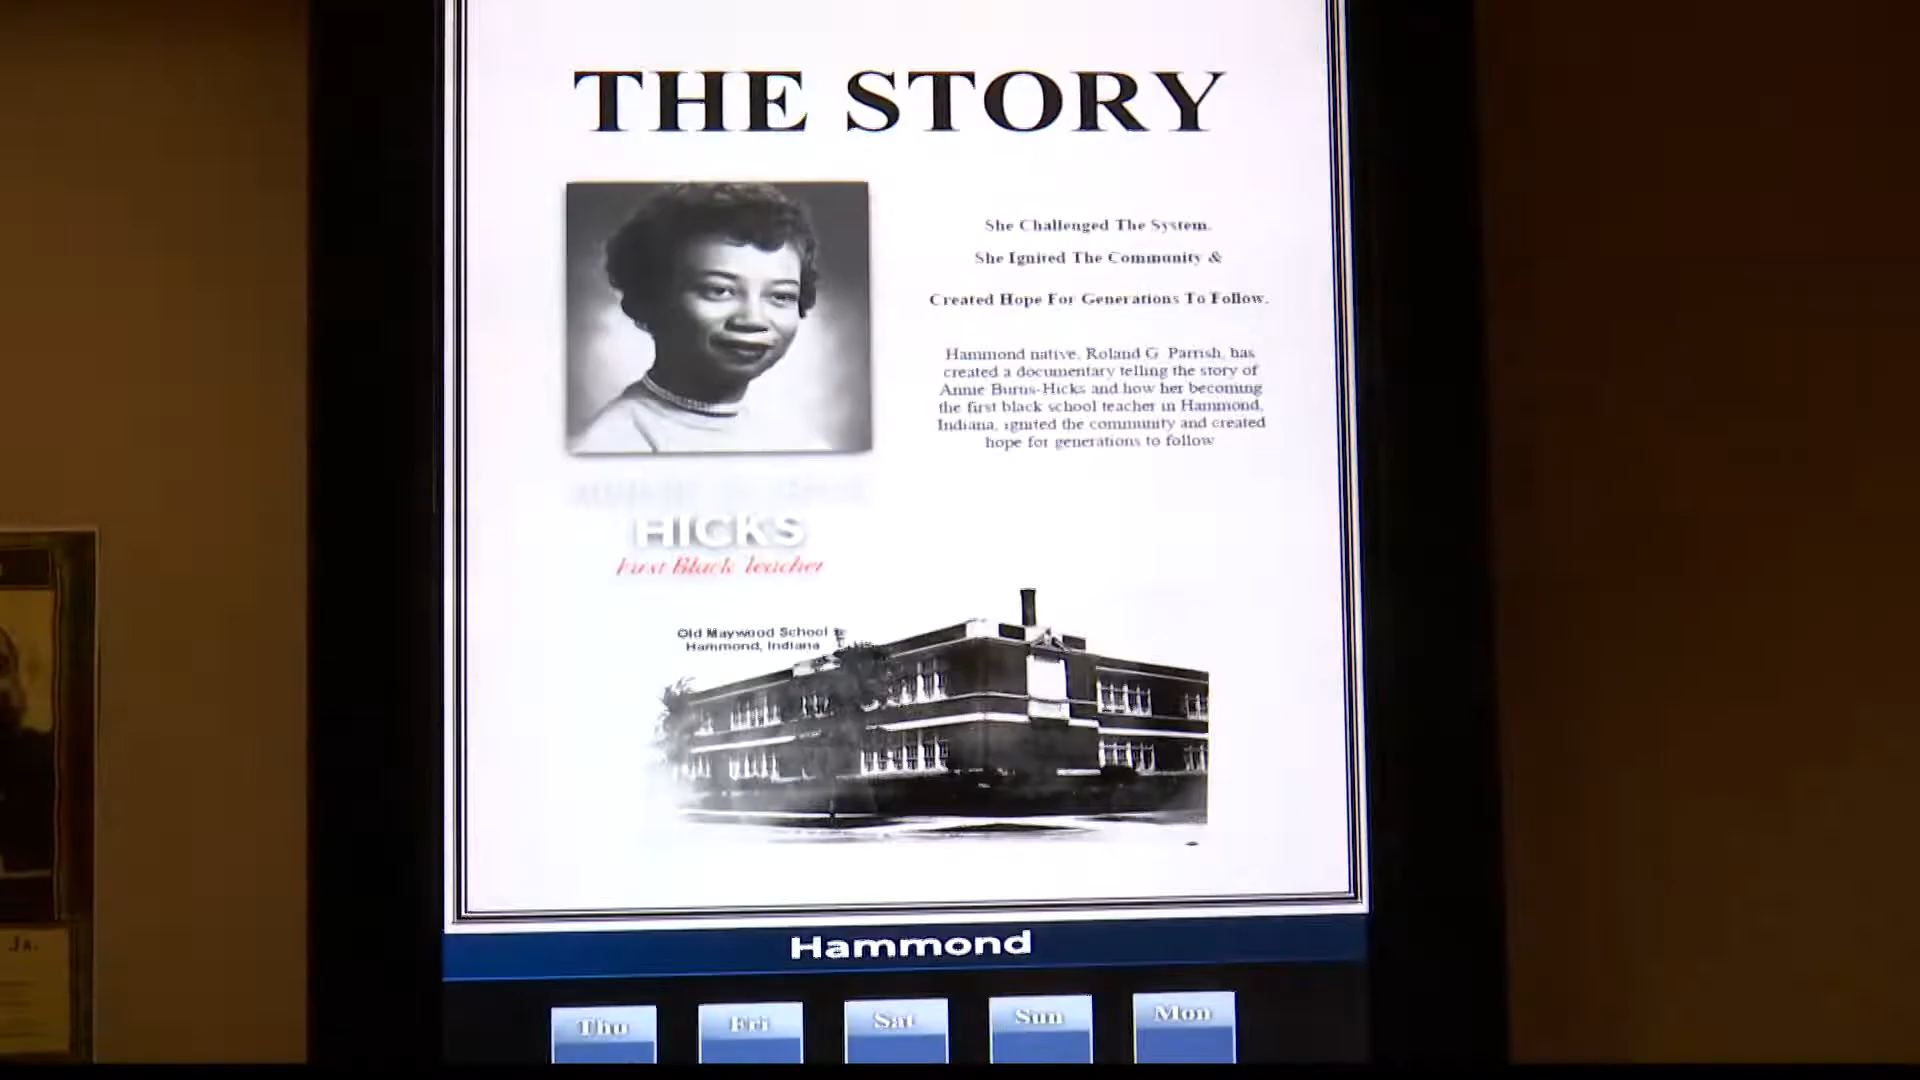 THE STORY
She Challenged The System.
She Ignited The Community &
Created Hope For Generations To Follow.
Hammond native, Roland G. Parrish, has
created a documentary telling the story of
Annie Burns-Hicks and how her becoming
the first black school teacher in Hammond,
Indiana, ignited the community and created
hope for generations to follow
HICKS
First Black Teacher
Old Maywood School
Hammond, Indiana
Hammond
Thu
Fri
Sat
Sun
Mon
JR.